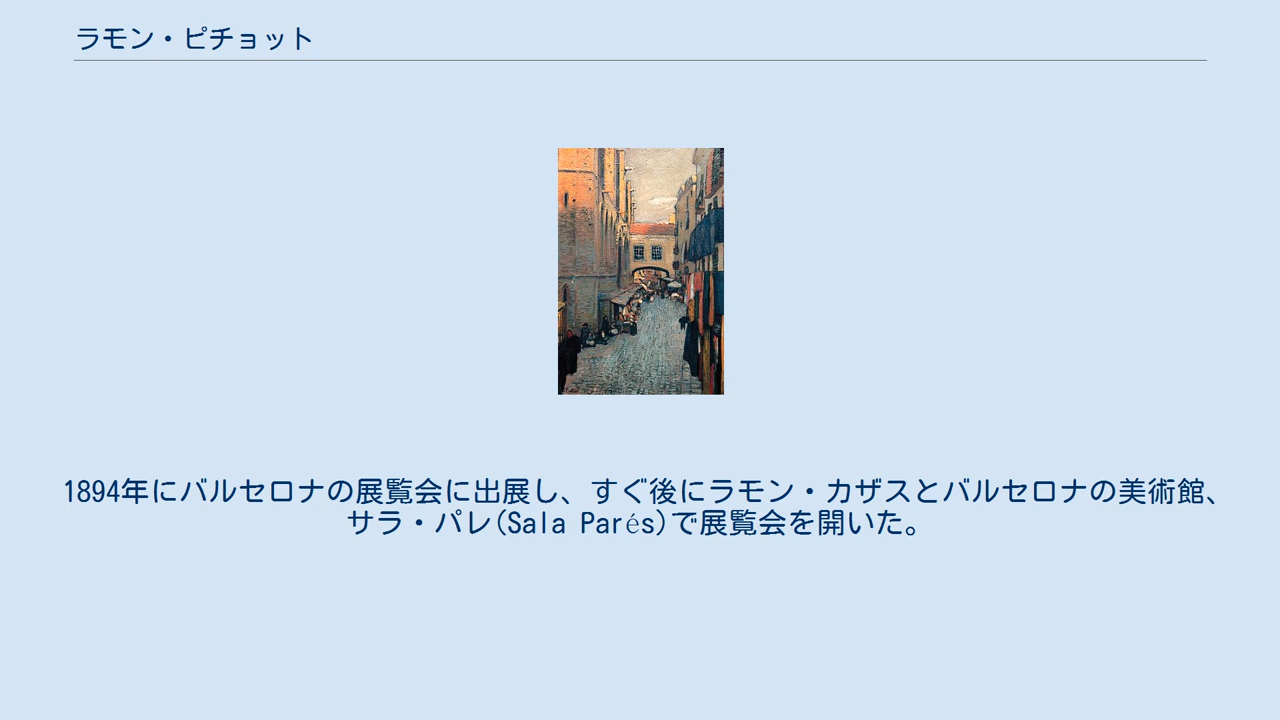 ラモン・ピチョット
1894年にバルセロナの展覧会に出展し、すぐ後にラモン・カザスとバルセロナの美術館、
サラ・パレ(Sala Parés)で展覧会を開いた。